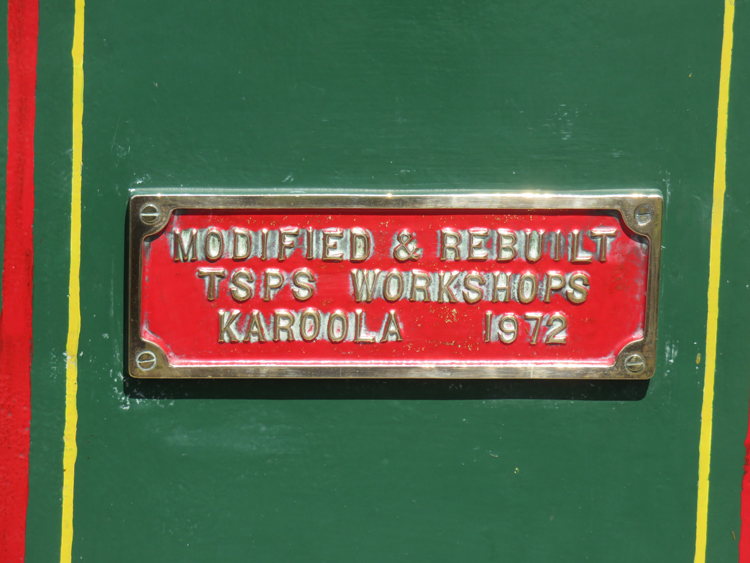 MODIFIED & REBUILT
TSPS WORKSHOPS
KAROOLA 1972